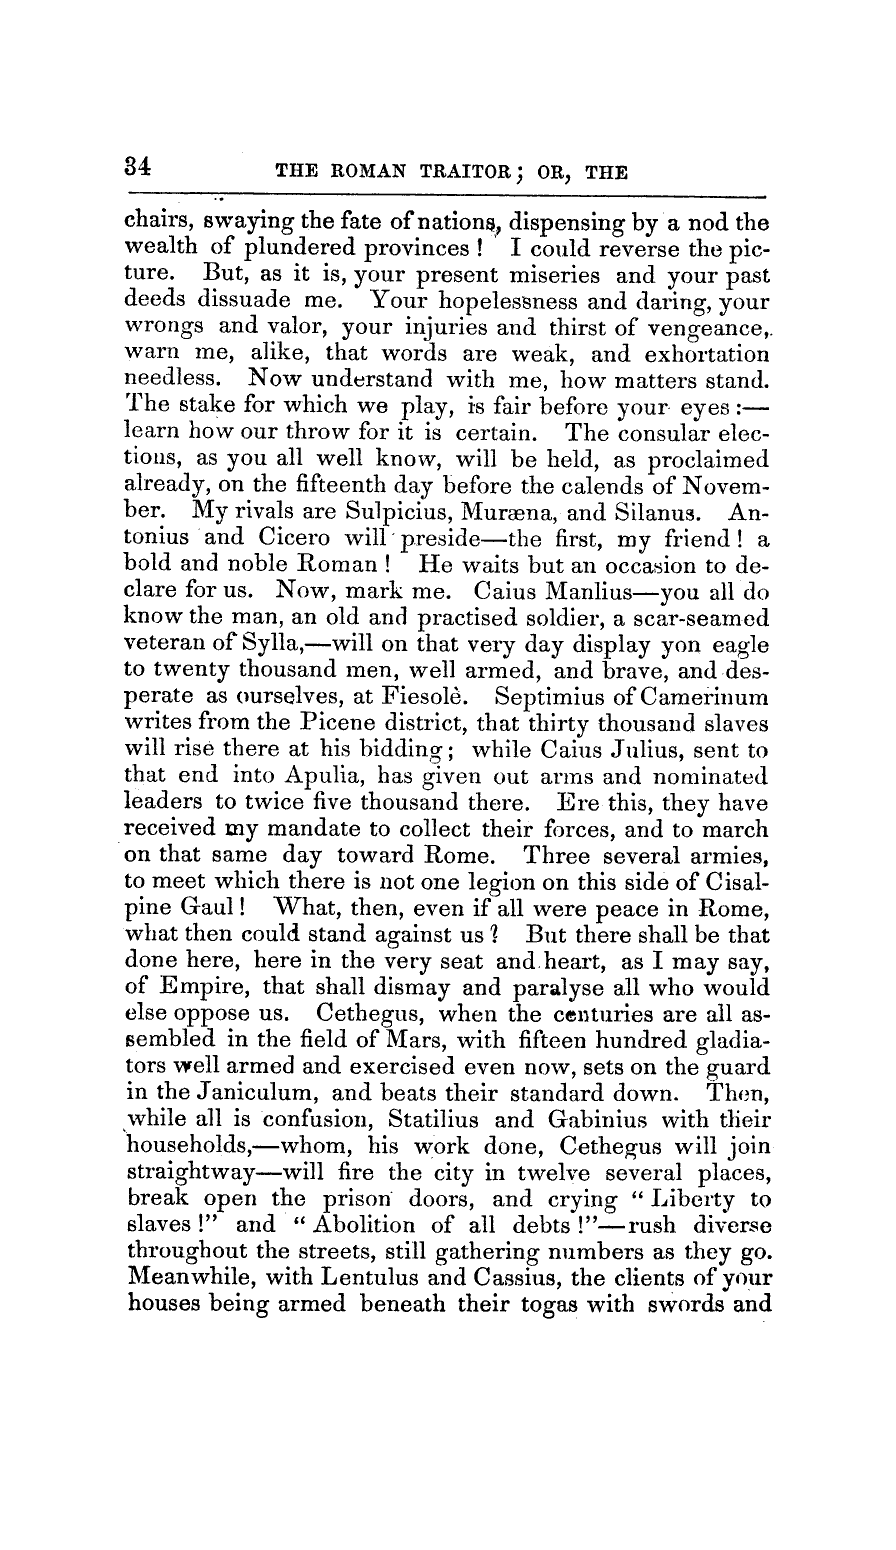 34 THE ROMAN TRAITOR; OR, THE
chairs, swaying the fate of nations, dispensing by a nod the
wealth of plundered provinces! I could reverse the pic-
ture. But, as it is, your present miseries and your past
deeds dissuade me. Your hopelessness and daring, your
wrongs and valor, your injuries and thirst of vengeance,
warn me, alike, that words are weak, and exhortation
needless. Now understand with me, how matters stand.
The stake for which we play, is fair before your eyes:—
learn how our throw for it is certain. The consular elec-
tions, as you all well know, will be held, as proclaimed
already, on the fifteenth day before the calends of Novem-
ber. My rivals are Sulpicius, Muræna, and Silanus. An-
tonius and Cicero will preside—the first, my friend! a
bold and noble Roman! He waits but an occasion to de-
clare for us. Now, mark me. Caius Manlius—you all do
know the man, an old and practised soldier, a scar-seamed
veteran of Sylla,—will on that very day display yon eagle
to twenty thousand men, well armed, and brave, and des-
perate as ourselves, at Fiesolè. Septimius of Camerinum
writes from the Picene district, that thirty thousand slaves
will rise there at his bidding; while Caius Julius, sent to
that end into Apulia, has given out arms and nominated
leaders to twice five thousand there. Ere this, they have
received my mandate to collect their forces, and to march
on that same day toward Rome. Three several armies,
to meet which there is not one legion on this side of Cisal-
pine Gaul! What, then, even if all were peace in Rome,
what then could stand against us? But there shall be that
done here, here in the very seat and heart, as I may say,
of Empire, that shall dismay and paralyse all who would
else oppose us. Cethegus, when the centuries are all as-
sembled in the field of Mars, with fifteen hundred gladia-
tors well armed and exercised even now, sets on the guard
in the Janiculum, and beats their standard down. Then,
while all is confusion, Statilius and Gabinius with their
households,—whom, his work done, Cethegus will join
straightway—will fire the city in twelve several places,
break open the prison doors, and crying "Liberty to
slaves!" and "Abolition of all debts!"—rush diverse
throughout the streets, still gathering numbers as they go.
Meanwhile, with Lentulus and Cassius, the clients of your
houses being armed beneath their togas with swords and